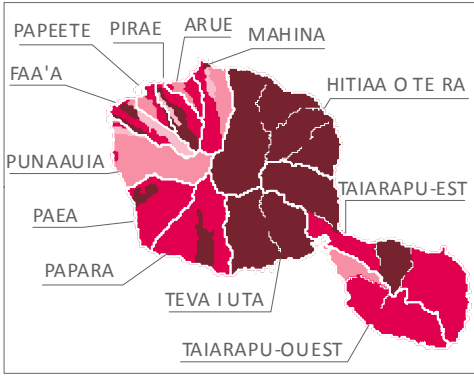 PAPEETE
PIRAE
ARUE
MAHINA
FAA'A
HITIAA O TE RA
PUNAAUIA
TAIARAPU-EST
PAEA
PAPARA
TEVA I UTA
TAIARAPU-OUEST